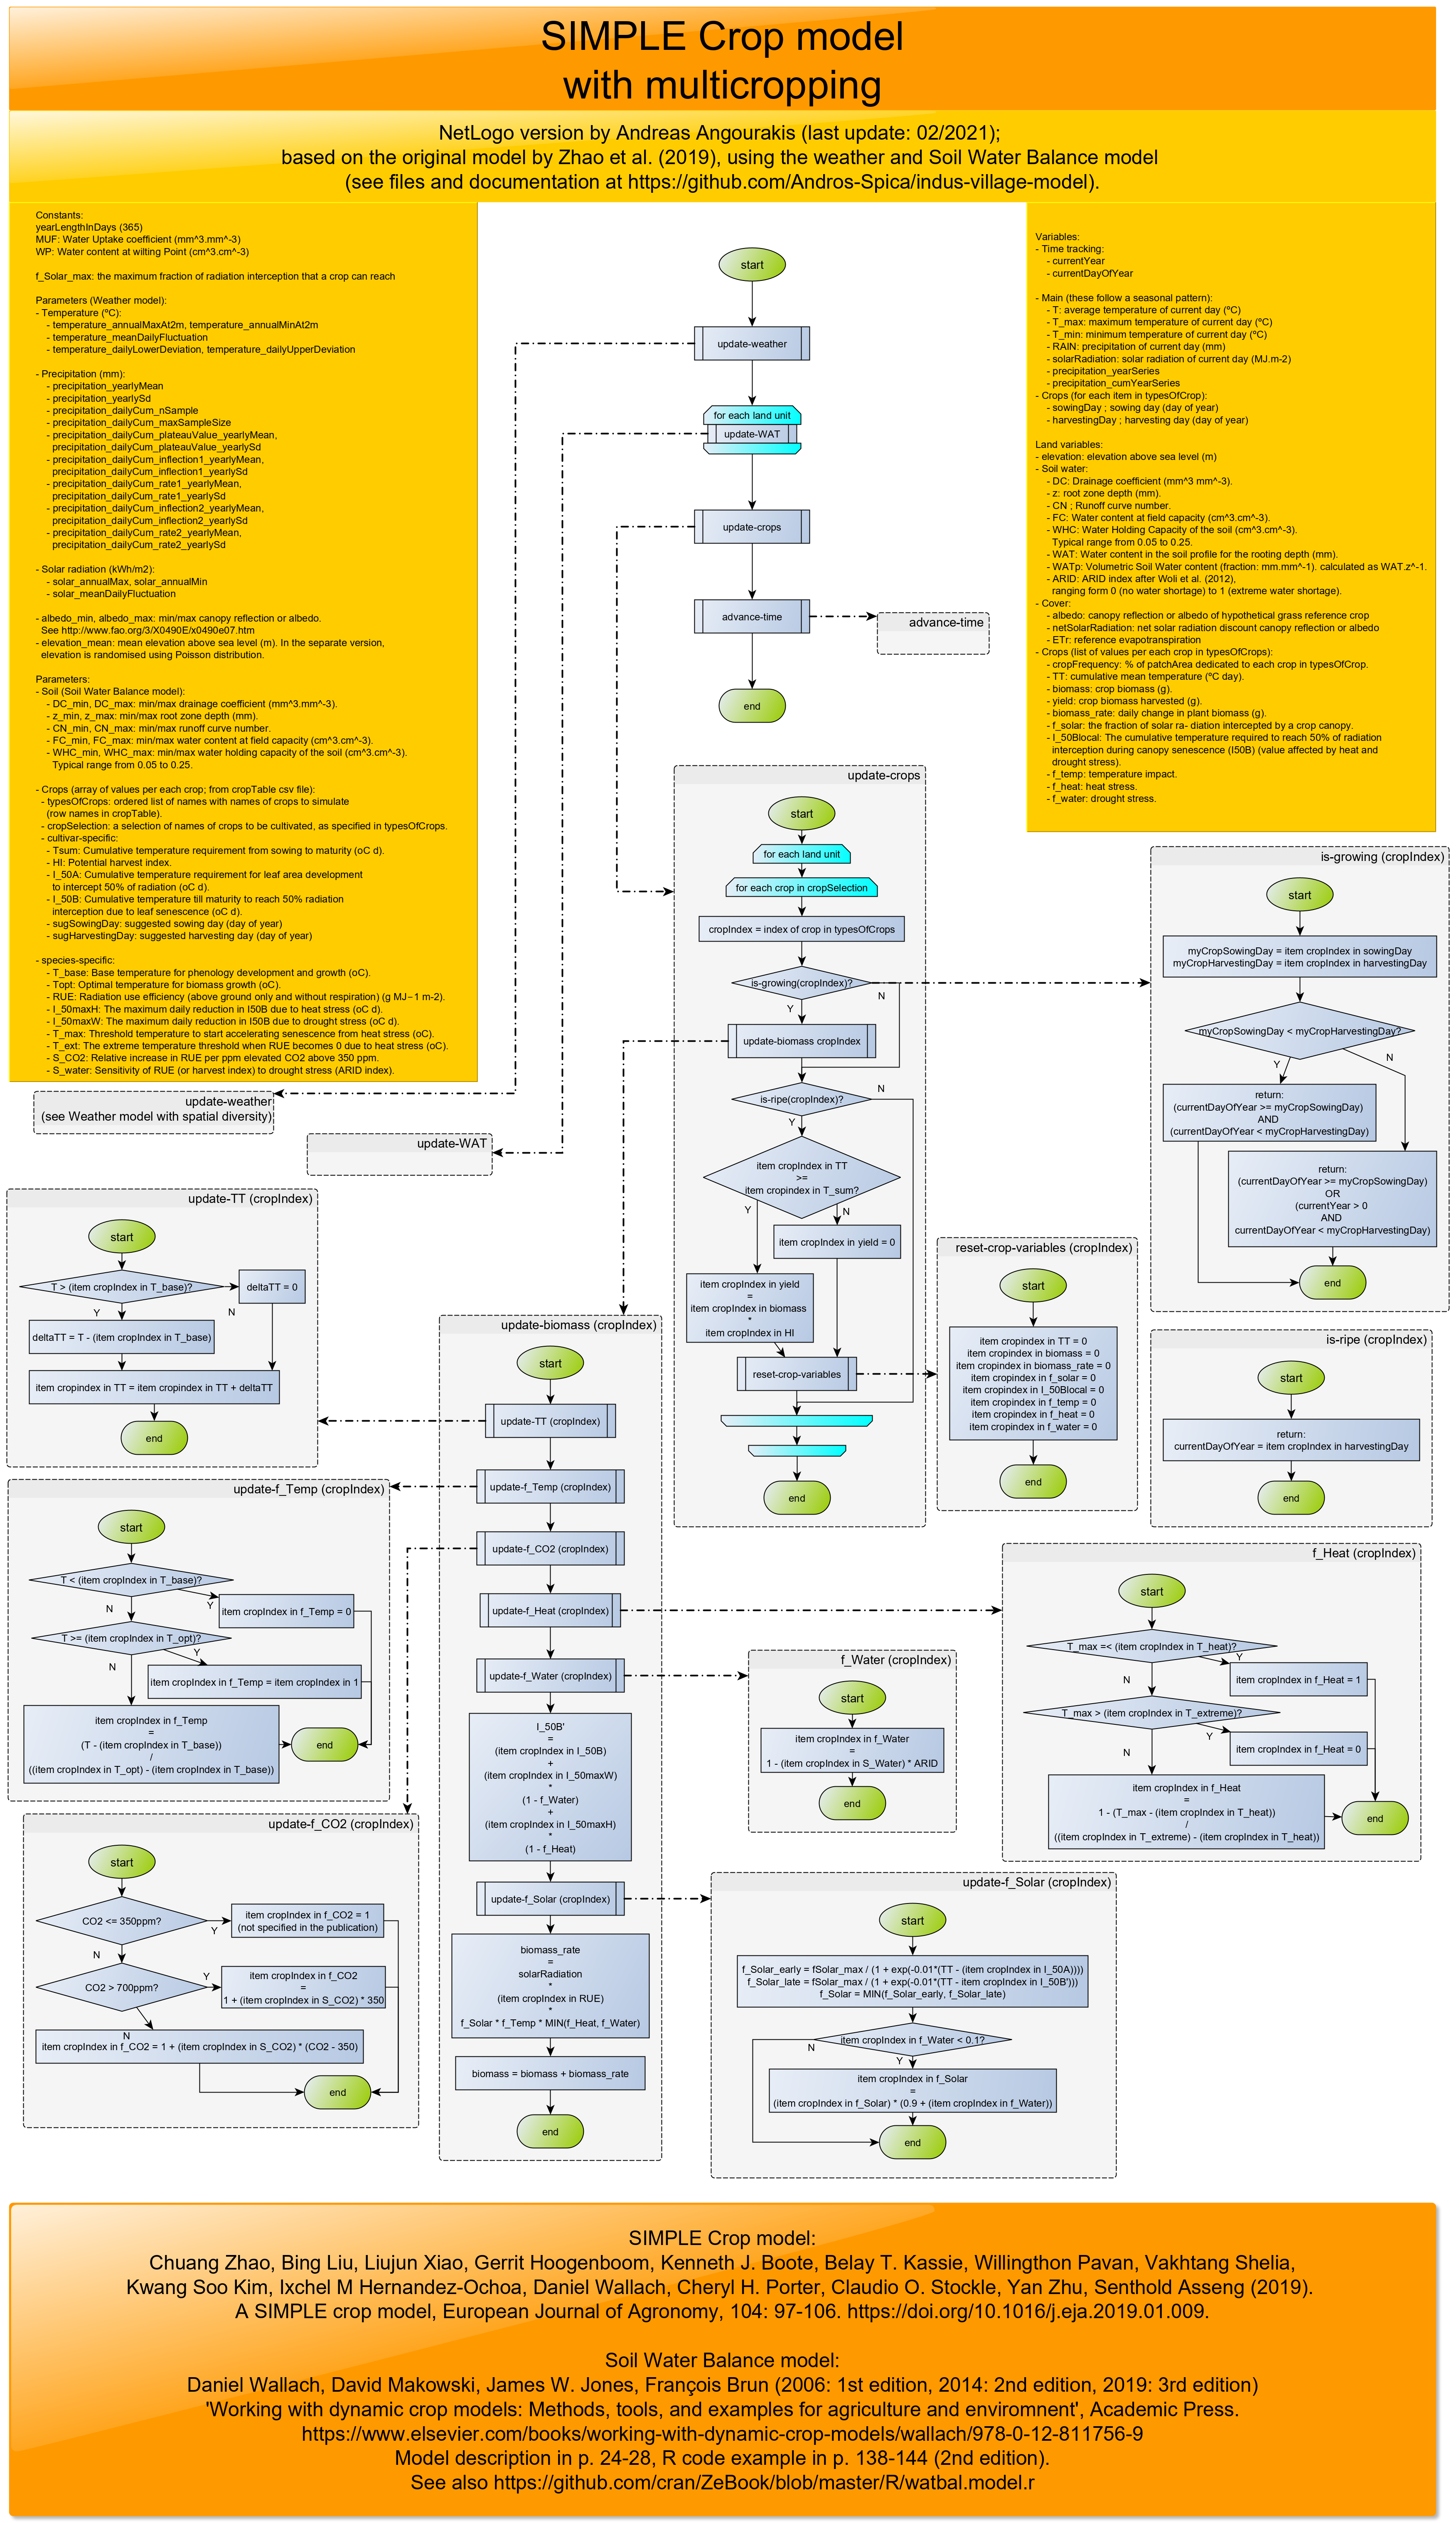 SIMPLE Crop model
with multicropping
NetLogo version by Andreas Angourakis (last update: 02/2021);
based on the original model by Zhao et al. (2019), using the weather and Soil Water Balance model
(see files and documentation at https://github.com/Andros-Spica/indus-village-model).
Constants:
yearLengthInDays (365)
MUF: Water Uptake coefficient (mm^3.mm^-3)
WP: Water content at wilting Point (cm^3.cm^-3)
f_Solar_max: the maximum fraction of radiation interception that a crop can reach
Parameters (Weather model):
- Temperature (ºC):
- temperature_annualMaxAt2m, temperature_annualMinAt2m
- temperature_meanDailyFluctuation
- temperature_dailyLowerDeviation, temperature_dailyUpperDeviation
- Precipitation (mm):
- precipitation_yearlyMean
- precipitation_yearlySd
- precipitation_dailyCum_nSample
- precipitation_dailyCum_maxSampleSize
- precipitation_dailyCum_plateauValue_yearlyMean,
precipitation_dailyCum_plateauValue_yearlySd
- precipitation_dailyCum_inflection1_yearlyMean,
precipitation_dailyCum_inflection1_yearlySd
- precipitation_dailyCum_rate1_yearlyMean,
precipitation_dailyCum_rate1_yearlySd
- precipitation_dailyCum_inflection2_yearlyMean,
precipitation_dailyCum_inflection2_yearlySd
- precipitation_dailyCum_rate2_yearlyMean,
precipitation_dailyCum_rate2_yearlySd
- Solar radiation (kWh/m2):
- solar_annualMax, solar_annualMin
- solar_meanDailyFluctuation
- albedo_min, albedo_max: min/max canopy reflection or albedo.
See http://www.fao.org/3/X0490E/x0490e07.htm
- elevation_mean: mean elevation above sea level (m). In the separate version,
elevation is randomised using Poisson distribution.
Parameters:
- Soil (Soil Water Balance model):
- DC_min, DC_max: min/max drainage coefficient (mm^3.mm^-3).
- z_min, z_max: min/max root zone depth (mm).
- CN_min, CN_max: min/max runoff curve number.
- FC_min, FC_max: min/max water content at field capacity (cm^3.cm^-3).
- WHC_min, WHC_max: min/max water holding capacity of the soil (cm^3.cm^-3).
Typical range from 0.05 to 0.25.
- Crops (array of values per each crop; from cropTable csv file):
- typesOfCrops: ordered list of names with names of crops to simulate
(row names in cropTable).
- cropSelection: a selection of names of crops to be cultivated, as specified in typesOfCrops.
- cultivar-specific:
- Tsum: Cumulative temperature requirement from sowing to maturity (oC d).
- HI: Potential harvest index.
- I_50A: Cumulative temperature requirement for leaf area development
to intercept 50% of radiation (oC d).
- I_50B: Cumulative temperature till maturity to reach 50% radiation
interception due to leaf senescence (oC d).
- sugSowingDay: suggested sowing day (day of year)
- sugHarvestingDay: suggested harvesting day (day of year)
- species-specific:
- T_base: Base temperature for phenology development and growth (oC).
- Topt: Optimal temperature for biomass growth (oC).
- RUE: Radiation use efficiency (above ground only and without respiration) (g MJ−1 m-2).
- I_50maxH: The maximum daily reduction in I50B due to heat stress (oC d).
- I_50maxW: The maximum daily reduction in I50B due to drought stress (oC d).
- T_max: Threshold temperature to start accelerating senescence from heat stress (oC).
- T_ext: The extreme temperature threshold when RUE becomes 0 due to heat stress (oC).
- S_CO2: Relative increase in RUE per ppm elevated CO2 above 350 ppm.
- S_water: Sensitivity of RUE (or harvest index) to drought stress (ARID index).
start
update-weather
for each land unit
update-WAT
update-crops
advance-time
end
advance-time
Variables:
- Time tracking:
- currentYear
- currentDayOfYear
- Main (these follow a seasonal pattern):
- T: average temperature of current day (ºC)
- T_max: maximum temperature of current day (ºC)
- T_min: minimum temperature of current day (ºC)
- RAIN: precipitation of current day (mm)
- solarRadiation: solar radiation of current day (MJ.m-2)
- precipitation_yearSeries
- precipitation_cumYearSeries
- Crops (for each item in typesOfCrop):
- sowingDay ; sowing day (day of year)
- harvestingDay ; harvesting day (day of year)
Land variables:
- elevation: elevation above sea level (m)
- Soil water:
- DC: Drainage coefficient (mm^3 mm^-3).
- z: root zone depth (mm).
- CN ; Runoff curve number.
- FC: Water content at field capacity (cm^3.cm^-3).
- WHC: Water Holding Capacity of the soil (cm^3.cm^-3).
Typical range from 0.05 to 0.25.
- WAT: Water content in the soil profile for the rooting depth (mm).
- WATp: Volumetric Soil Water content (fraction: mm.mm^-1). calculated as WAT.z^-1.
- ARID: ARID index after Woli et al. (2012),
ranging form 0 (no water shortage) to 1 (extreme water shortage).
- Cover:
- albedo: canopy reflection or albedo of hypothetical grass reference crop
- netSolarRadiation: net solar radiation discount canopy reflection or albedo
- ETr: reference evapotranspiration
- Crops (list of values per each crop in typesOfCrops):
- cropFrequency: % of patchArea dedicated to each crop in typesOfCrop.
- TT: cumulative mean temperature (ºC day).
- biomass: crop biomass (g).
- yield: crop biomass harvested (g).
- biomass_rate: daily change in plant biomass (g).
- f_solar: the fraction of solar ra- diation intercepted by a crop canopy.
- I_50Blocal: The cumulative temperature required to reach 50% of radiation
interception during canopy senescence (I50B) (value affected by heat and
drought stress).
- f_temp: temperature impact.
- f_heat: heat stress.
- f_water: drought stress.
update-weather
(see Weather model with spatial diversity)
update-WAT
update-crops
start
for each land unit
for each crop in cropSelection
cropIndex = index of crop in typesOfCrops
is-growing(cropIndex)?
N
Y
update-biomass cropIndex
is-ripe(cropIndex)?
N
Y
item cropIndex in TT
>=
item cropindex in T_sum?
Y
N
item cropIndex in yield = 0
item cropIndex in yield
=
item cropIndex in biomass
*
item cropIndex in HI
reset-crop-variables
end
is-growing (cropIndex)
start
myCropSowingDay = item cropIndex in sowingDay
myCropHarvestingDay = item cropIndex in harvestingDay
myCropSowingDay < myCropHarvestingDay?
Y
N
return:
(currentDayOfYear >= myCropSowingDay)
AND
(currentDayOfYear < myCropHarvestingDay)
return:
(currentDayOfYear >= myCropSowingDay)
OR
(currentYear > 0
AND
currentDayOfYear < myCropHarvestingDay)
end
reset-crop-variables (cropIndex)
start
item cropindex in TT = 0
item cropindex in biomass = 0
item cropindex in biomass_rate = 0
item cropindex in f_solar = 0
item cropindex in I_50Blocal = 0
item cropindex in f_temp = 0
item cropindex in f_heat = 0
item cropindex in f_water = 0
end
is-ripe (cropIndex)
start
return:
currentDayOfYear = item cropIndex in harvestingDay
end
update-TT (cropIndex)
start
T > (item cropIndex in T_base)?
deltaTT = 0
Y
N
deltaTT = T - (item cropIndex in T_base)
item cropindex in TT = item cropindex in TT + deltaTT
end
update-biomass (cropIndex)
start
update-TT (cropIndex)
update-f_Temp (cropIndex)
update-f_CO2 (cropIndex)
update-f_Heat (cropIndex)
update-f_Water (cropIndex)
I_50B'
=
(item cropIndex in I_50B)
+
(item cropIndex in I_50maxW)
*
(1 - f_Water)
+
(item cropIndex in I_50maxH)
*
(1 - f_Heat)
update-f_Solar (cropIndex)
biomass_rate
=
solarRadiation
*
(item cropIndex in RUE)
*
f_Solar * f_Temp * MIN(f_Heat, f_Water)
biomass = biomass + biomass_rate
end
update-f_Temp (cropIndex)
start
T < (item cropIndex in T_base)?
Y
N
item cropIndex in f_Temp = 0
T >= (item cropIndex in T_opt)?
Y
N
item cropIndex in f_Temp = item cropIndex in 1
item cropIndex in f_Temp
=
(T - (item cropIndex in T_base))
/
((item cropIndex in T_opt) - (item cropIndex in T_base))
end
update-f_CO2 (cropIndex)
start
CO2 <= 350ppm?
Y
N
item cropIndex in f_CO2 = 1
(not specified in the publication)
CO2 > 700ppm?
Y
item cropIndex in f_CO2
=
1 + (item cropIndex in S_CO2) * 350
N
item cropIndex in f_CO2 = 1 + (item cropIndex in S_CO2) * (CO2 - 350)
end
f_Water (cropIndex)
start
item cropIndex in f_Water
=
1 - (item cropIndex in S_Water) * ARID
end
f_Heat (cropIndex)
start
T_max =< (item cropIndex in T_heat)?
Y
N
item cropIndex in f_Heat = 1
T_max > (item cropIndex in T_extreme)?
Y
N
item cropIndex in f_Heat = 0
item cropIndex in f_Heat
=
1 - (T_max - (item cropIndex in T_heat))
/
((item cropIndex in T_extreme) - (item cropIndex in T_heat))
end
update-f_Solar (cropIndex)
start
f_Solar_early = fSolar_max / (1 + exp(-0.01*(TT - (item cropIndex in I_50A))))
f_Solar_late = fSolar_max / (1 + exp(-0.01*(TT - item cropIndex in I_50B')))
f_Solar = MIN(f_Solar_early, f_Solar_late)
item cropIndex in f_Water < 0.1?
N
Y
item cropIndex in f_Solar
=
(item cropIndex in f_Solar) * (0.9 + (item cropIndex in f_Water))
end
SIMPLE Crop model:
Chuang Zhao, Bing Liu, Liujun Xiao, Gerrit Hoogenboom, Kenneth J. Boote, Belay T. Kassie, Willingthon Pavan, Vakhtang Shelia,
Kwang Soo Kim, Ixchel M Hernandez-Ochoa, Daniel Wallach, Cheryl H. Porter, Claudio O. Stockle, Yan Zhu, Senthold Asseng (2019).
A SIMPLE crop model, European Journal of Agronomy, 104: 97-106. https://doi.org/10.1016/j.eja.2019.01.009.
Soil Water Balance model:
Daniel Wallach, David Makowski, James W. Jones, François Brun (2006: 1st edition, 2014: 2nd edition, 2019: 3rd edition)
'Working with dynamic crop models: Methods, tools, and examples for agriculture and enviromnent', Academic Press.
https://www.elsevier.com/books/working-with-dynamic-crop-models/wallach/978-0-12-811756-9
Model description in p. 24-28, R code example in p. 138-144 (2nd edition).
See also https://github.com/cran/ZeBook/blob/master/R/watbal.model.r